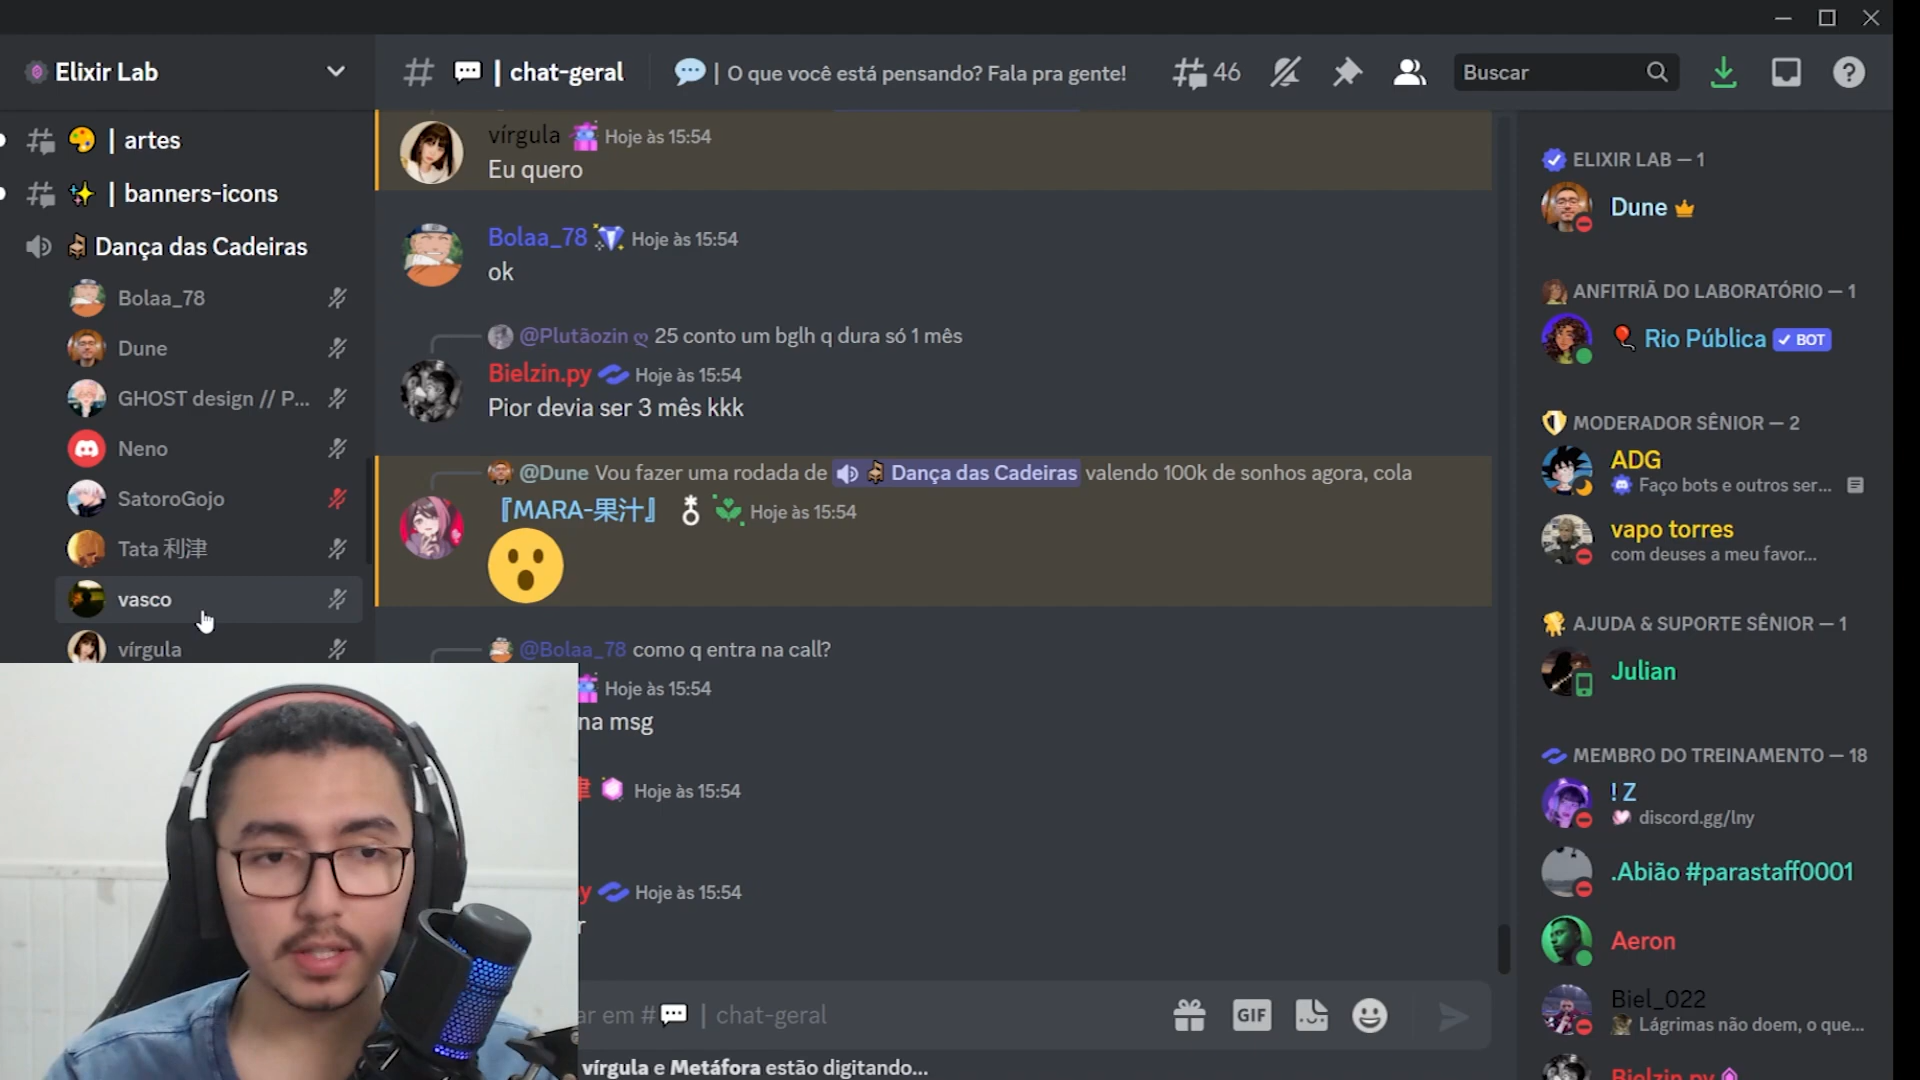 Elixir Lab
| chat-geral
| O que você está pensando? Fala pra gente!
46
Buscar
| artes
| banners-icons
Dança das Cadeiras
Bolaa_78
Dune
GHOST design // P...
Neno
SatoroGojo
Tata 利津
vasco
vírgula
vírgula Hoje às 15:54
Eu quero
Bolaa_78 Hoje às 15:54
ok
@Plutãozin ღ 25 conto um bglh q dura só 1 mês
Bielzin.py Hoje às 15:54
Pior devia ser 3 mês kkk
@Dune Vou fazer uma rodada de Dança das Cadeiras valendo 100k de sonhos agora, cola
『MARA-果汁』 Hoje às 15:54
@Bolaa_78 como q entra na call?
Hoje às 15:54
na msg
Hoje às 15:54
y Hoje às 15:54
r
ar em # | chat-geral
GIF
vírgula e Metáfora estão digitando...
ELIXIR LAB — 1
Dune
ANFITRIÃ DO LABORATÓRIO — 1
Rio Pública BOT
MODERADOR SÊNIOR — 2
ADG
Faço bots e outros ser...
vapo torres
com deuses a meu favor...
AJUDA & SUPORTE SÊNIOR — 1
Julian
MEMBRO DO TREINAMENTO — 18
! Z
discord.gg/lny
.Abião #parastaff0001
Aeron
Biel_022
Lágrimas não doem, o que...
Bielzin.py